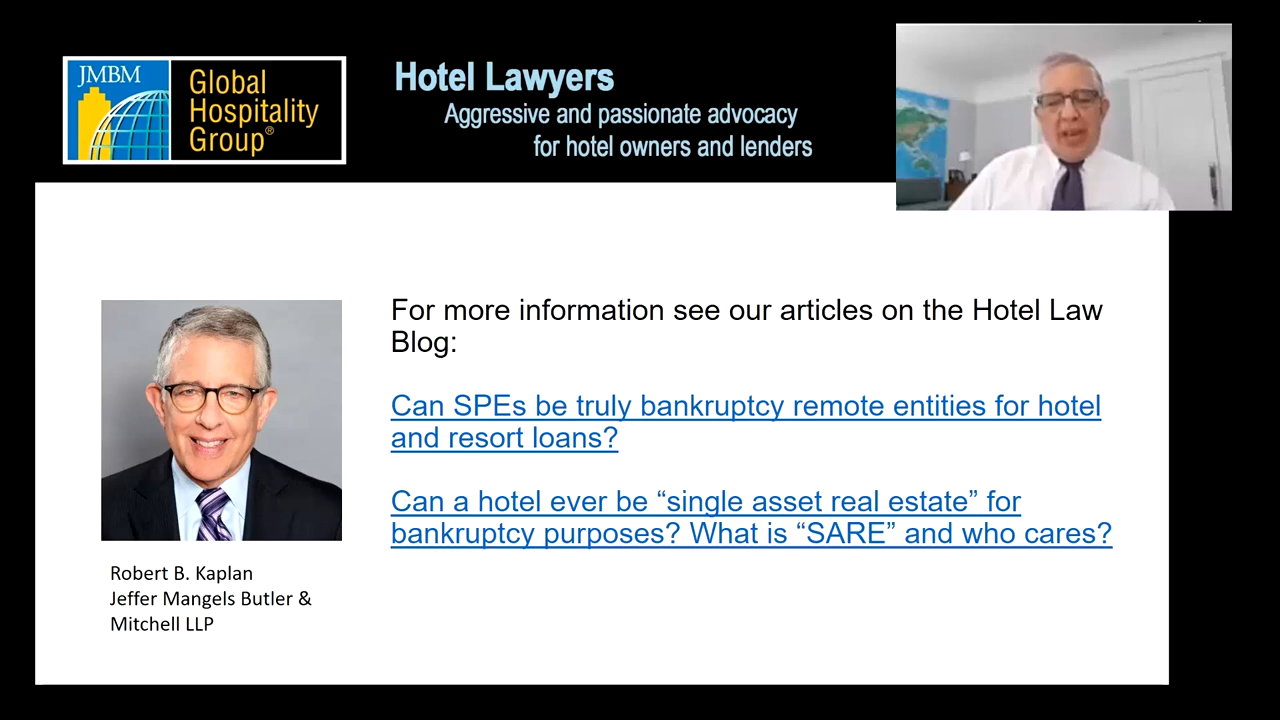 JMBM
Global
Hospitality
Group®
Hotel Lawyers
Aggressive and passionate advocacy
for hotel owners and lenders
For more information see our articles on the Hotel Law
Blog:
Can SPEs be truly bankruptcy remote entities for hotel
and resort loans?
Can a hotel ever be “single asset real estate” for
bankruptcy purposes? What is “SARE” and who cares?
Robert B. Kaplan
Jeffer Mangels Butler &
Mitchell LLP